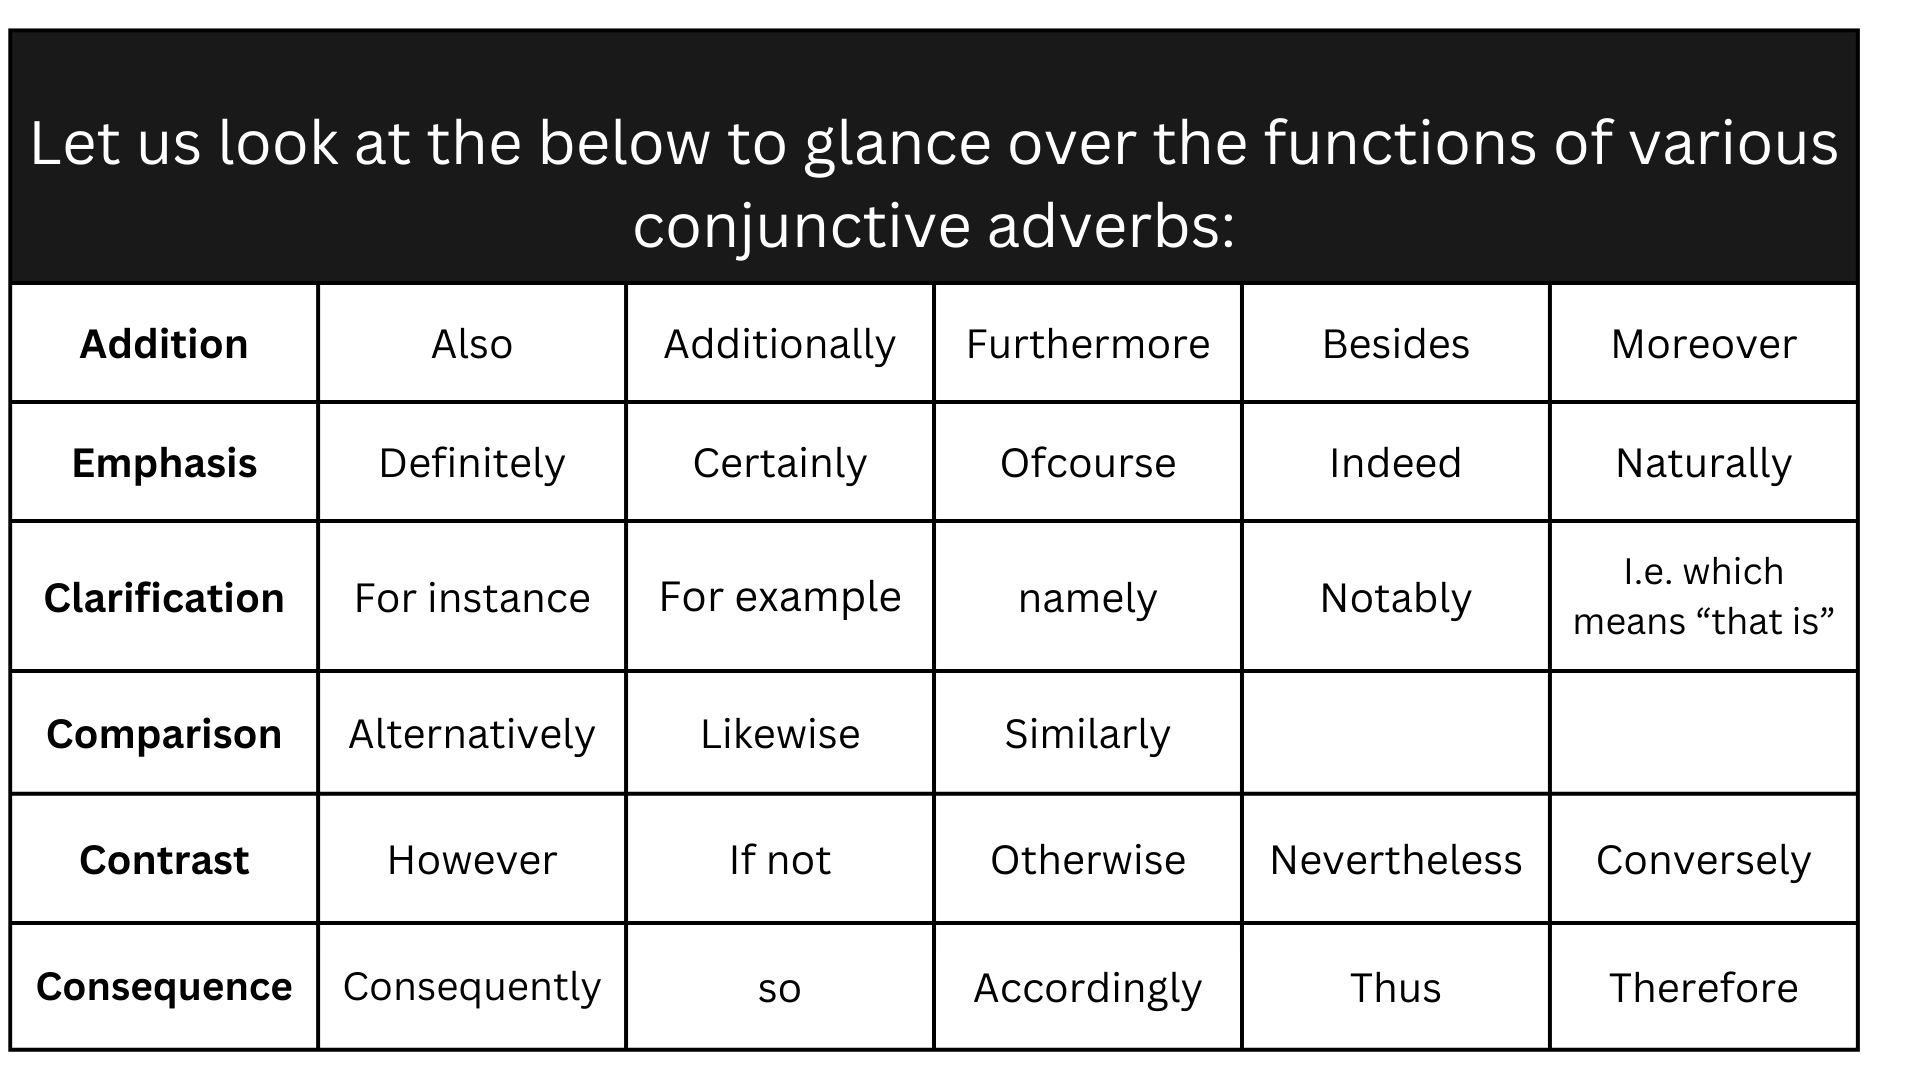 Let us look at the below to glance over the functions of various
conjunctive adverbs:
Addition Also Additionally Furthermore Besides Moreover
Emphasis Definitely Certainly Ofcourse Indeed Naturally
Clarification For instance For example namely Notably I.e. which
means “that is”
Comparison Alternatively Likewise Similarly
Contrast However If not Otherwise Nevertheless Conversely
Consequence Consequently so Accordingly Thus Therefore